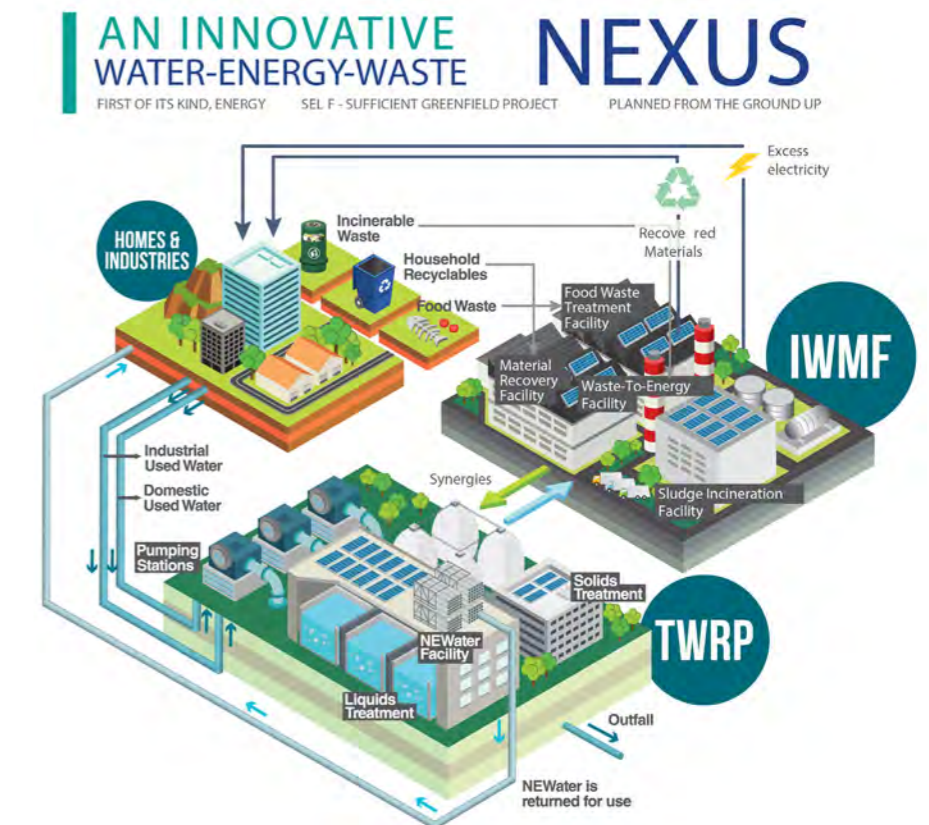 AN INNOVATIVE
WATER-ENERGY-WASTE
NEXUS
FIRST OF ITS KIND, ENERGY SEL F - SUFFICIENT GREENFIELD PROJECT PLANNED FROM THE GROUND UP
Excess
electricity
HOMES &
INDUSTRIES
Incinerable
Waste
Household
Recyclables
Food Waste
Recove red
Materials
Food Waste
Treatment
Facility
Material
Recovery
Facility
Waste-To-Energy
Facility
IWMF
Sludge Incineration
Facility
Synergies
Industrial
Used Water
Domestic
Used Water
Pumping
Stations
Solids
Treatment
NEWater
Facility
Liquids
Treatment
TWRP
Outfall
NEWater is
returned for use